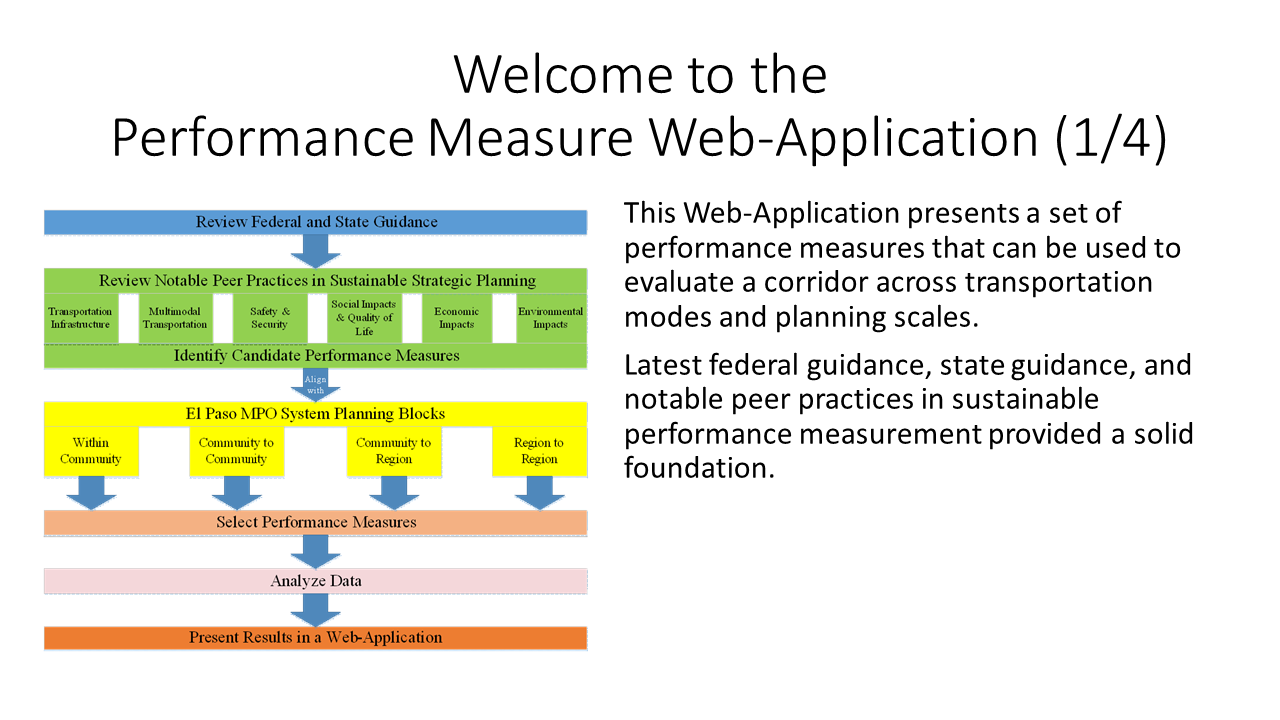 Welcome to the
Performance Measure Web-Application (1/4)
Review Federal and State Guidance
Review Notable Peer Practices in Sustainable Strategic Planning
Transportation
Infrastructure
Multimodal
Transportation
Safety &
Security
Social Impacts
& Quality of
Life
Economic
Impacts
Environmental
Impacts
Identify Candidate Performance Measures
Align
with
El Paso MPO System Planning Blocks
Within
Community
Community to
Community
Community to
Region
Region to
Region
Select Performance Measures
Analyze Data
Present Results in a Web-Application
This Web-Application presents a set of
performance measures that can be used to
evaluate a corridor across transportation
modes and planning scales.
Latest federal guidance, state guidance, and
notable peer practices in sustainable
performance measurement provided a solid
foundation.